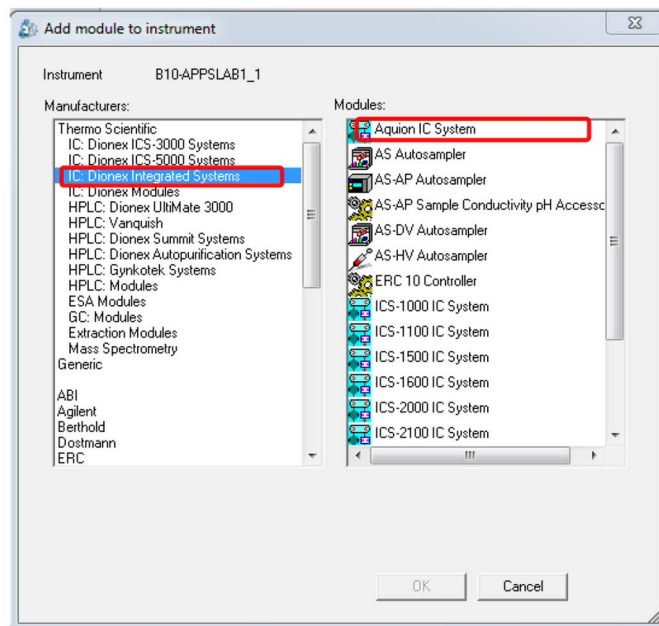 Add module to instrument
Instrument B10-APPSLAB1_1
Manufacturers:
Thermo Scientific
IC: Dionex ICS-3000 Systems
IC: Dionex ICS-5000 Systems
IC: Dionex Integrated Systems
IC: Dionex Modules
HPLC: Dionex UltiMate 3000
HPLC: Vanquish
HPLC: Dionex Summit Systems
HPLC: Dionex Autopurification Systems
HPLC: Gynkotek Systems
HPLC: Modules
ESA Modules
GC: Modules
Extraction Modules
Mass Spectrometry
Generic
ABI
Agilent
Berthold
Dostmann
ERC
Modules:
Aquion IC System
AS Autosampler
AS-AP Autosampler
AS-AP Sample Conductivity pH Accessc
AS-DV Autosampler
AS-HV Autosampler
ERC 10 Controller
ICS-1000 IC System
ICS-1100 IC System
ICS-1500 IC System
ICS-1600 IC System
ICS-2000 IC System
ICS-2100 IC System
OK Cancel